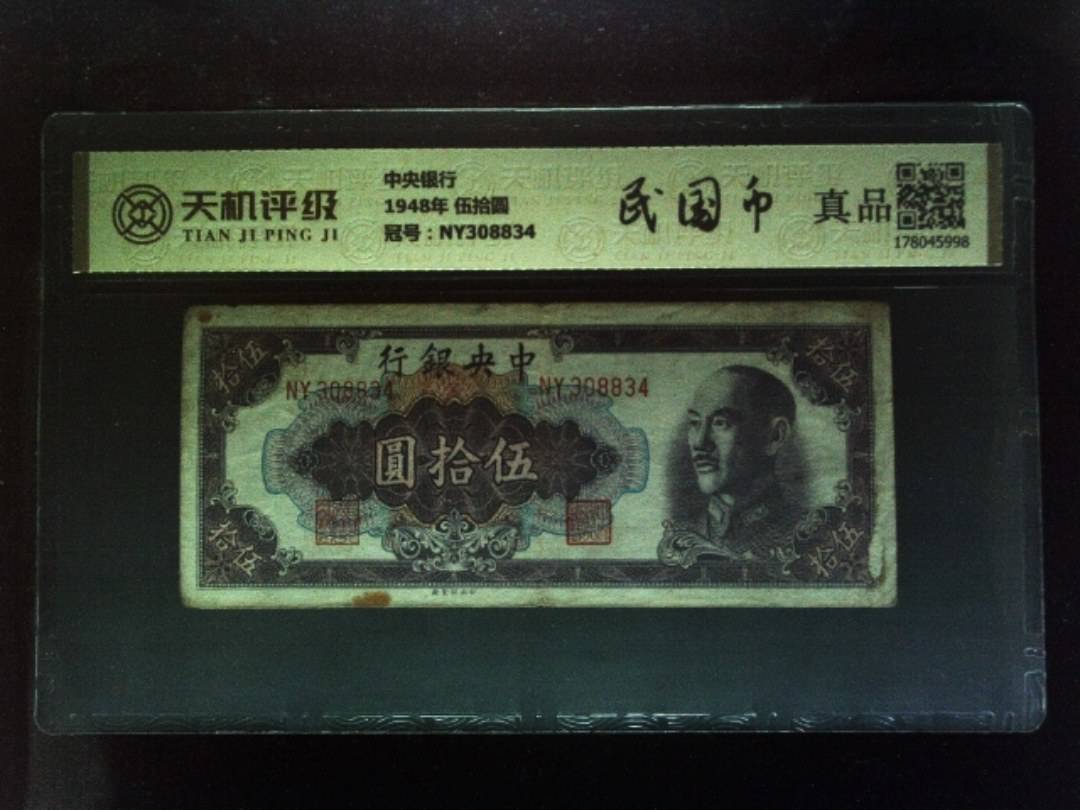 天机评级
TIAN JI PING JI
中央银行
1948年 伍拾圆
冠号：NY308834
民国币
真品
178045998
行銀央中
NY308834 NY308834
圓拾伍
拾伍
拾伍
拾伍
拾伍